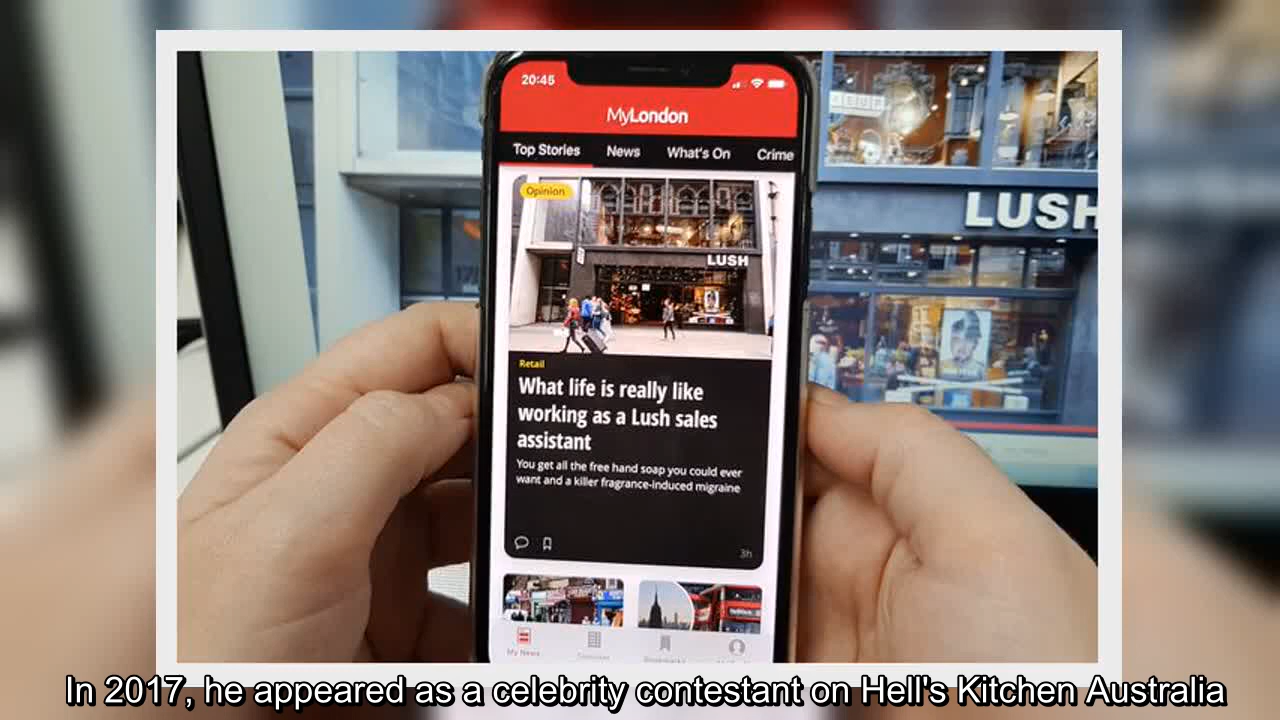 20:45
MyLondon
Top Stories News What's On Crime
Opinion
LUSH
LUSH
Retail
What life is really like
working as a Lush sales
assistant
You get all the free hand soap you could ever
want and a killer fragrance-induced migraine
3h
My News
In 2017, he appeared as a celebrity contestant on Hell's Kitchen Australia